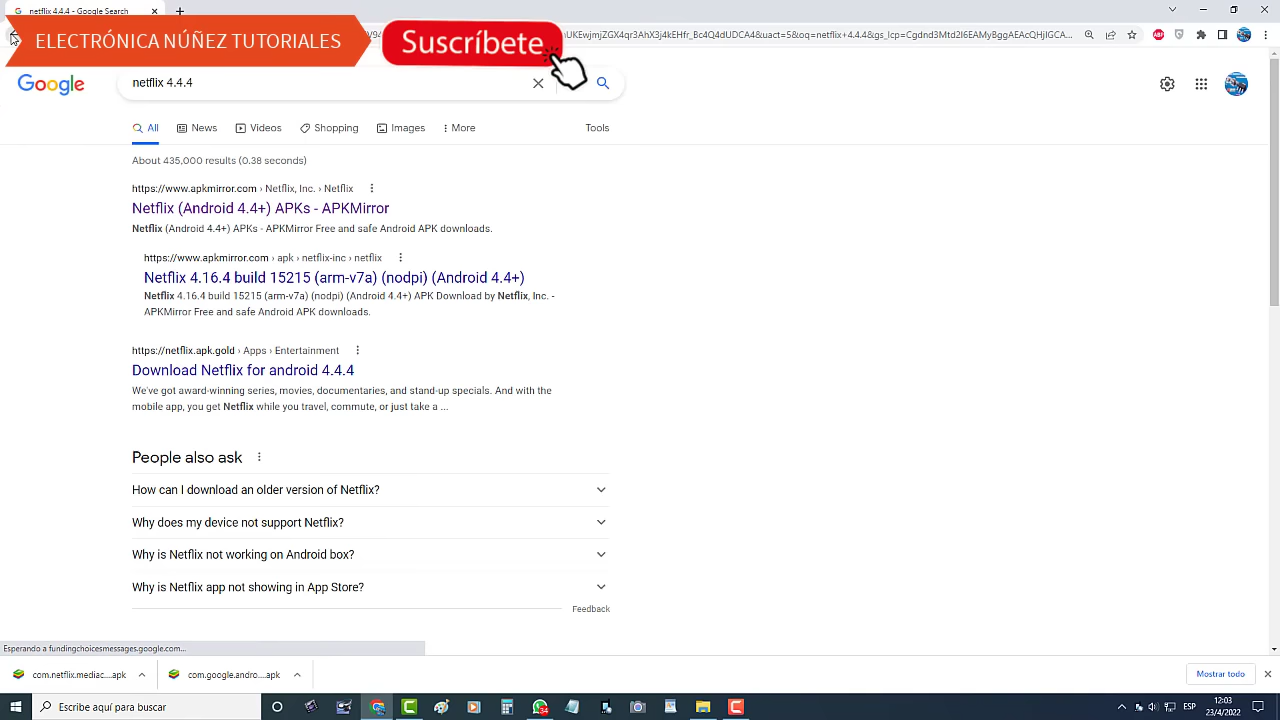 netflix 4.4.4 - Google Search
ELECTRÓNICA NÚÑEZ TUTORIALES
Suscríbete
Google
netflix 4.4.4
All
News
Videos
Shopping
Images
More
Tools
About 435,000 results (0.38 seconds)
https://www.apkmirror.com › Netflix, Inc. › Netflix
Netflix (Android 4.4+) APKs - APKMirror
Netflix (Android 4.4+) APKs - APKMirror Free and safe Android APK downloads.
https://www.apkmirror.com › apk › netflix-inc › netflix
Netflix 4.16.4 build 15215 (arm-v7a) (nodpi) (Android 4.4+)
Netflix 4.16.4 build 15215 (arm-v7a) (nodpi) (Android 4.4+) APK Download by Netflix, Inc. -
APKMirror Free and safe Android APK downloads.
https://netflix.apk.gold › Apps › Entertainment
Download Netflix for android 4.4.4
We've got award-winning series, movies, documentaries, and stand-up specials. And with the
mobile app, you get Netflix while you travel, commute, or just take a ...
People also ask
How can I download an older version of Netflix?
Why does my device not support Netflix?
Why is Netflix not working on Android box?
Why is Netflix app not showing in App Store?
Feedback
Esperando a fundingchoicesmessages.google.com...
com.netflix.mediac....apk
com.google.andro....apk
Mostrar todo
Escribe aquí para buscar
34
ESP
12:03
23/4/2022